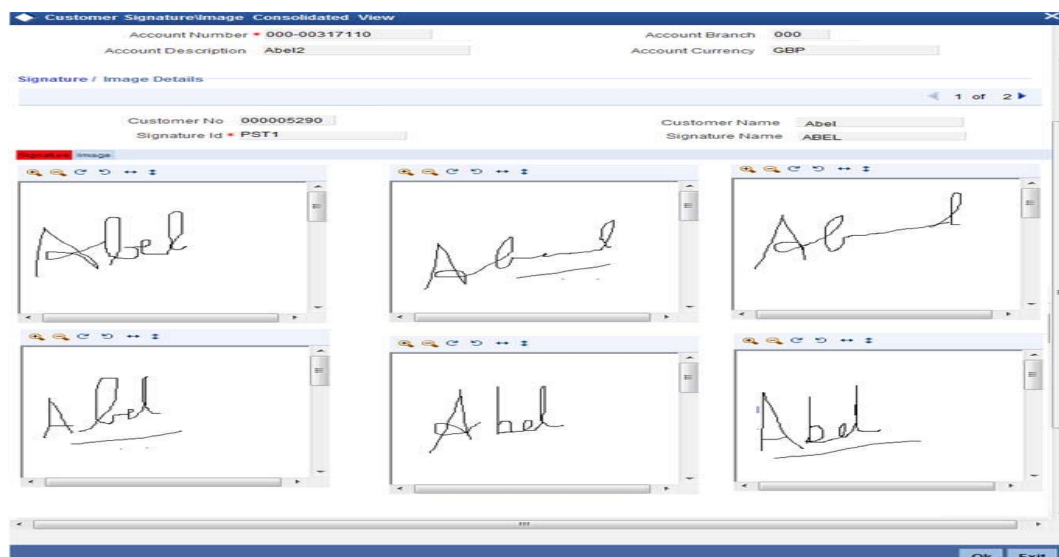 Customer Signature\Image Consolidated View
Account Number * 000-00317110 Account Branch 000
Account Description Abel2 Account Currency GBP
Signature / Image Details
1 of 2
Customer No 000005290 Customer Name Abel
Signature Id * PST1 Signature Name ABEL
Signature Image
Abel Abel Abel
Abel Abel Abel
Ok Exit